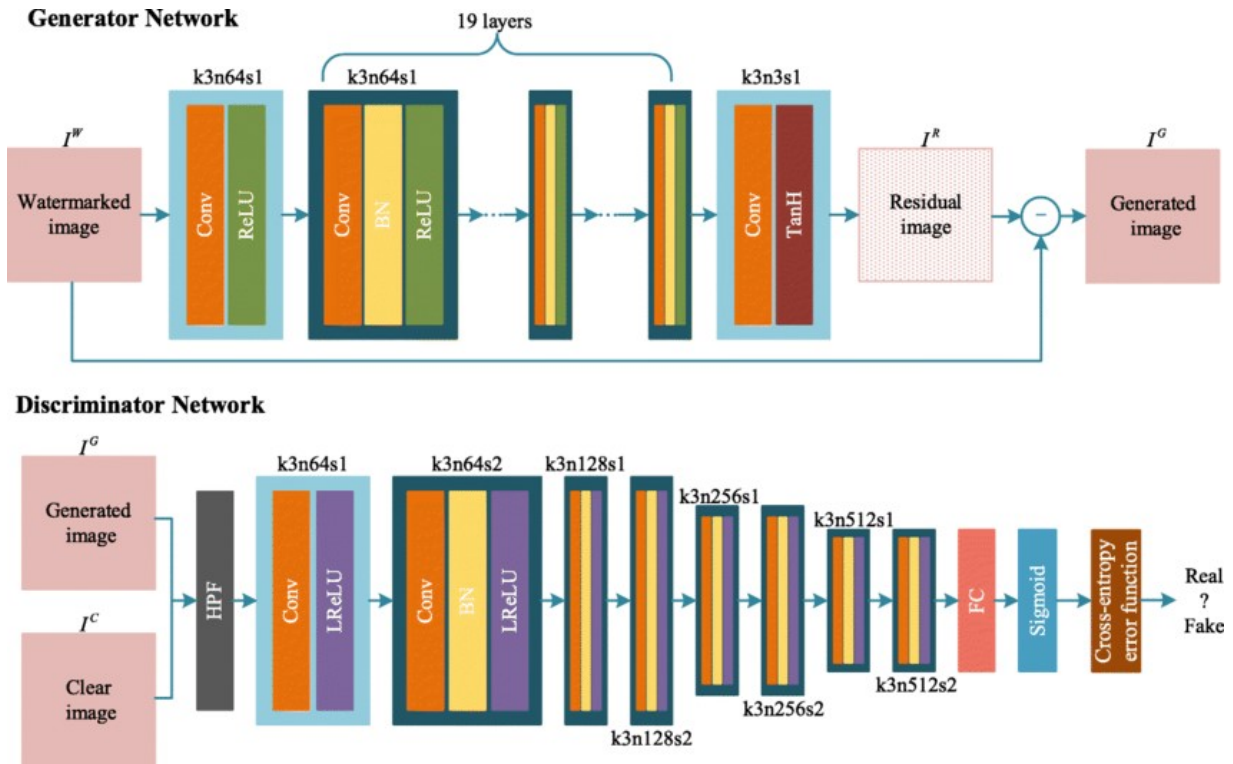 Generator Network
19 layers
k3n64s1
k3n64s1
k3n3s1
I^W
I^R
I^G
Watermarked
image
Conv
ReLU
Conv
BN
ReLU
Conv
TanH
Residual
image
-
Generated
image
Discriminator Network
I^G
k3n64s1
k3n64s2
k3n128s1
k3n256s1
k3n512s1
Generated
image
I^C
Clear
image
HPF
Conv
LReLU
Conv
BN
LReLU
k3n128s2
k3n256s2
k3n512s2
FC
Sigmoid
Cross-entropy
error function
Real
?
Fake